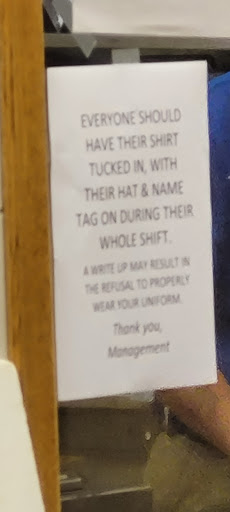 EVERYONE SHOULD
HAVE THEIR SHIRT
TUCKED IN, WITH
THEIR HAT & NAME
TAG ON DURING THEIR
WHOLE SHIFT.
A WRITE UP MAY RESULT IN
THE REFUSAL TO PROPERLY
WEAR YOUR UNIFORM.
Thank you,
Management